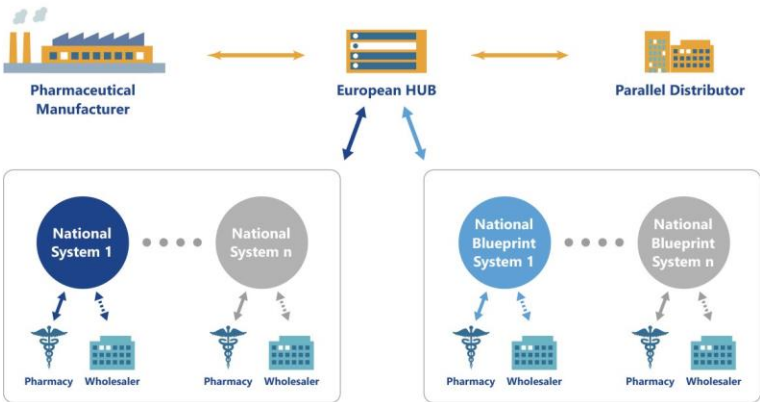 Pharmaceutical
Manufacturer
European HUB
Parallel Distributor
National
System 1
National
System n
National
Blueprint
System 1
National
Blueprint
System n
Pharmacy
Wholesaler
Pharmacy
Wholesaler
Pharmacy
Wholesaler
Pharmacy
Wholesaler